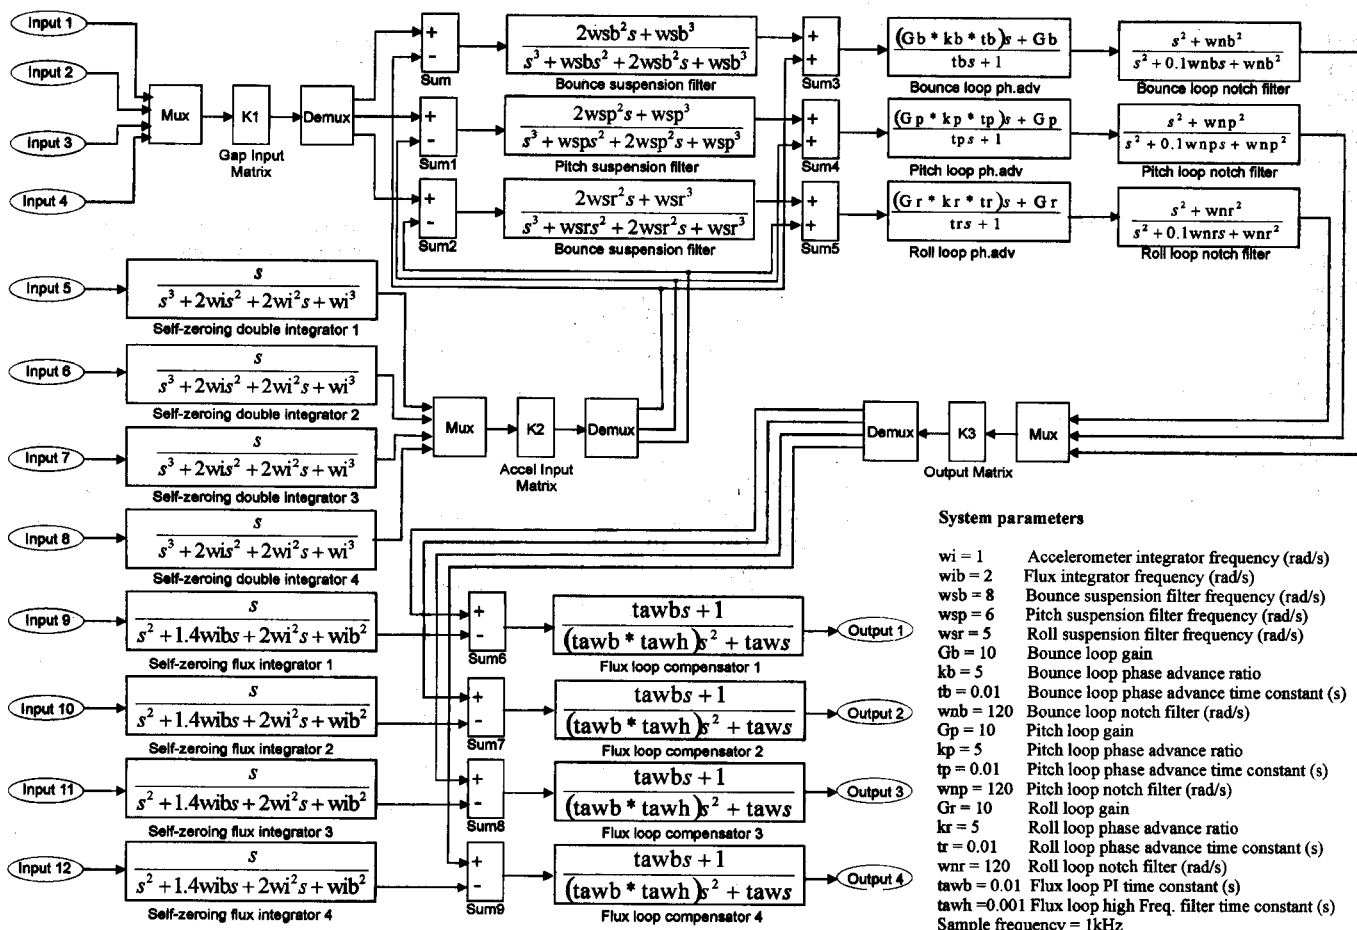 Input 1
Input 2
Input 3
Input 4
Mux
K1
Gap Input
Matrix
Demux
+
-
Sum
+
-
Sum1
+
-
Sum2
2wsb²s + wsb³
s³ + wsbs² + 2wsb²s + wsb³
Bounce suspension filter
2wsp²s + wsp³
s³ + wsps² + 2wsp²s + wsp³
Pitch suspension filter
2wsr²s + wsr³
s³ + wsrs² + 2wsr²s + wsr³
Bounce suspension filter
+
+
Sum3
+
+
Sum4
+
+
Sum5
(Gb * kb * tb)s + Gb
tbs + 1
Bounce loop ph.adv
(Gp * kp * tp)s + Gp
tps + 1
Pitch loop ph.adv
(Gr * kr * tr)s + Gr
trs + 1
Roll loop ph.adv
s² + wnb²
s² + 0.1wnbs + wnb²
Bounce loop notch filter
s² + wnp²
s² + 0.1wnps + wnp²
Pitch loop notch filter
s² + wnr²
s² + 0.1wnrs + wnr²
Roll loop notch filter
Input 5
s
s³ + 2wis² + 2wi²s + wi³
Self-zeroing double integrator 1
Input 6
s
s³ + 2wis² + 2wi²s + wi³
Self-zeroing double integrator 2
Input 7
s
s³ + 2wis² + 2wi²s + wi³
Self-zeroing double integrator 3
Input 8
s
s³ + 2wis² + 2wi²s + wi³
Self-zeroing double integrator 4
Mux
K2
Accel Input
Matrix
Demux
Demux
K3
Output Matrix
Mux
Input 9
s
s² + 1.4wibs + 2wi²s + wib²
Self-zeroing flux integrator 1
Input 10
s
s² + 1.4wibs + 2wi²s + wib²
Self-zeroing flux integrator 2
Input 11
s
s² + 1.4wibs + 2wi²s + wib²
Self-zeroing flux integrator 3
Input 12
s
s² + 1.4wibs + 2wi²s + wib²
Self-zeroing flux integrator 4
+
-
Sum6
+
-
Sum7
+
-
Sum8
+
-
Sum9
tawbs + 1
(tawb * tawh)s² + taws
Flux loop compensator 1
tawbs + 1
(tawb * tawh)s² + taws
Flux loop compensator 2
tawbs + 1
(tawb * tawh)s² + taws
Flux loop compensator 3
tawbs + 1
(tawb * tawh)s² + taws
Flux loop compensator 4
Output 1
Output 2
Output 3
Output 4
System parameters
wi = 1 Accelerometer integrator frequency (rad/s)
wib = 2 Flux integrator frequency (rad/s)
wsb = 8 Bounce suspension filter frequency (rad/s)
wsp = 6 Pitch suspension filter frequency (rad/s)
wsr = 5 Roll suspension filter frequency (rad/s)
Gb = 10 Bounce loop gain
kb = 5 Bounce loop phase advance ratio
tb = 0.01 Bounce loop phase advance time constant (s)
wnb = 120 Bounce loop notch filter (rad/s)
Gp = 10 Pitch loop gain
kp = 5 Pitch loop phase advance ratio
tp = 0.01 Pitch loop phase advance time constant (s)
wnp = 120 Pitch loop notch filter (rad/s)
Gr = 10 Roll loop gain
kr = 5 Roll loop phase advance ratio
tr = 0.01 Roll loop phase advance time constant (s)
wnr = 120 Roll loop notch filter (rad/s)
tawb = 0.01 Flux loop PI time constant (s)
tawh =0.001 Flux loop high Freq. filter time constant (s)
Sample frequency = 1kHz